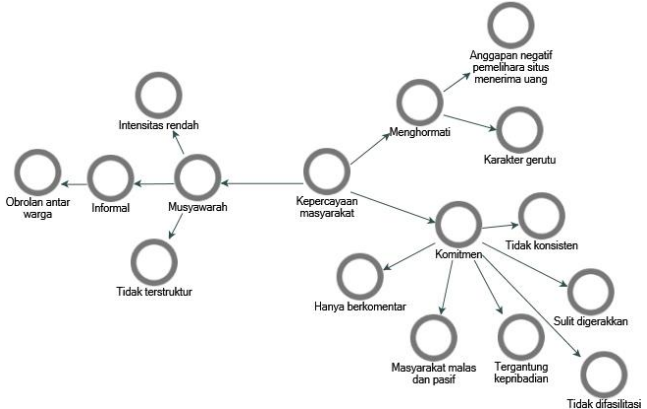 Anggapan negatif
pemelihara situs
menerima uang
Intensitas rendah
Menghormati
Karakter gerutu
Obrolan antar
warga
Informal
Musyawarah
Kepercayaan
masyarakat
Tidak konsisten
Komitmen
Tidak terstruktur
Hanya berkomentar
Sulit digerakkan
Masyarakat malas
dan pasif
Tergantung
kepribadian
Tidak difasilitasi